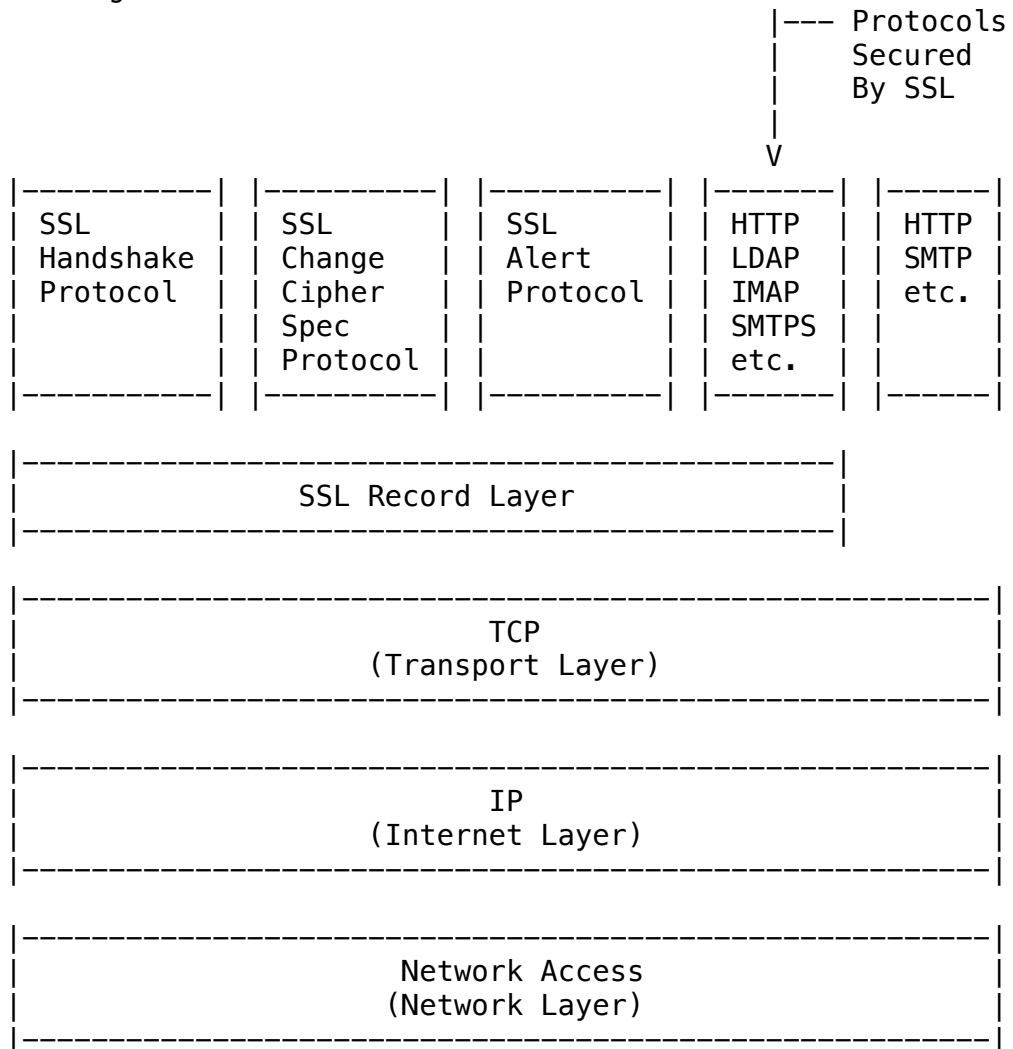 Protocols
Secured
By SSL
V
SSL
Handshake
Protocol
SSL
Change
Cipher
Spec
Protocol
SSL
Alert
Protocol
HTTP
LDAP
IMAP
SMTPS
etc.
HTTP
SMTP
etc.
SSL Record Layer
TCP
(Transport Layer)
IP
(Internet Layer)
Network Access
(Network Layer)